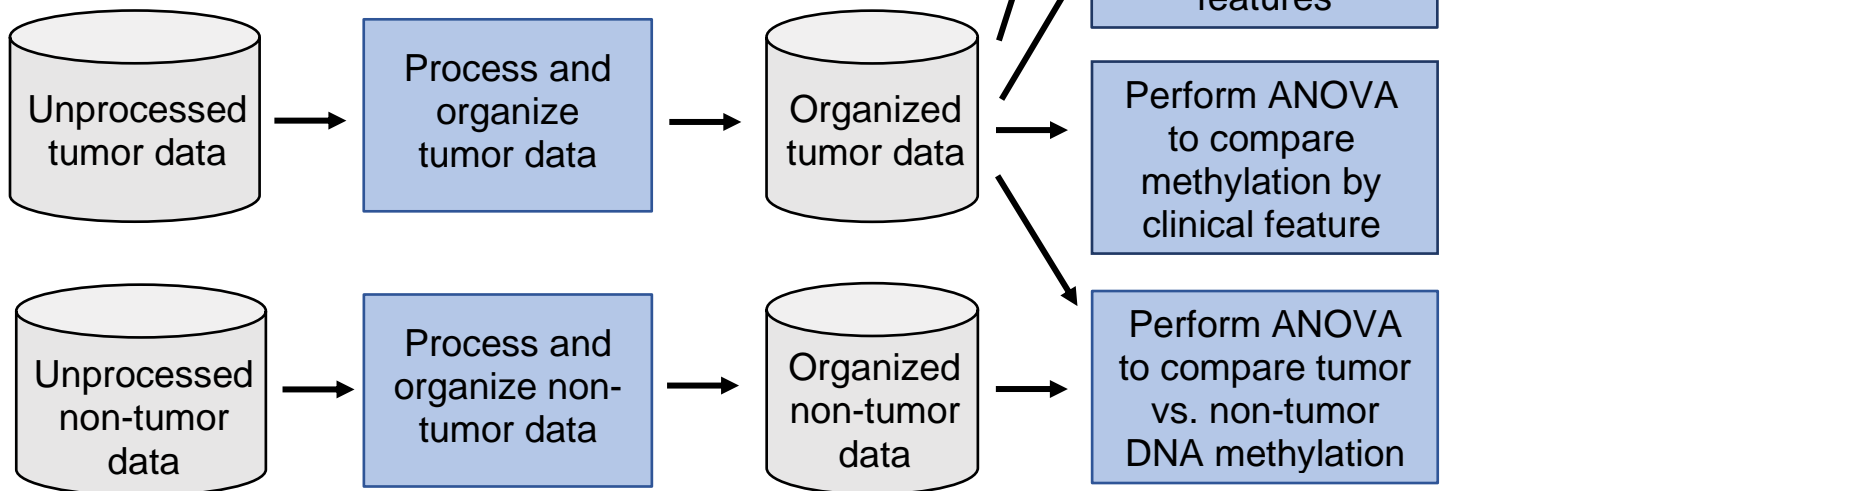 features
Unprocessed
tumor data
Process and
organize
tumor data
Organized
tumor data
Perform ANOVA
to compare
methylation by
clinical feature
Unprocessed
non-tumor
data
Process and
organize non-
tumor data
Organized
non-tumor
data
Perform ANOVA
to compare tumor
vs. non-tumor
DNA methylation